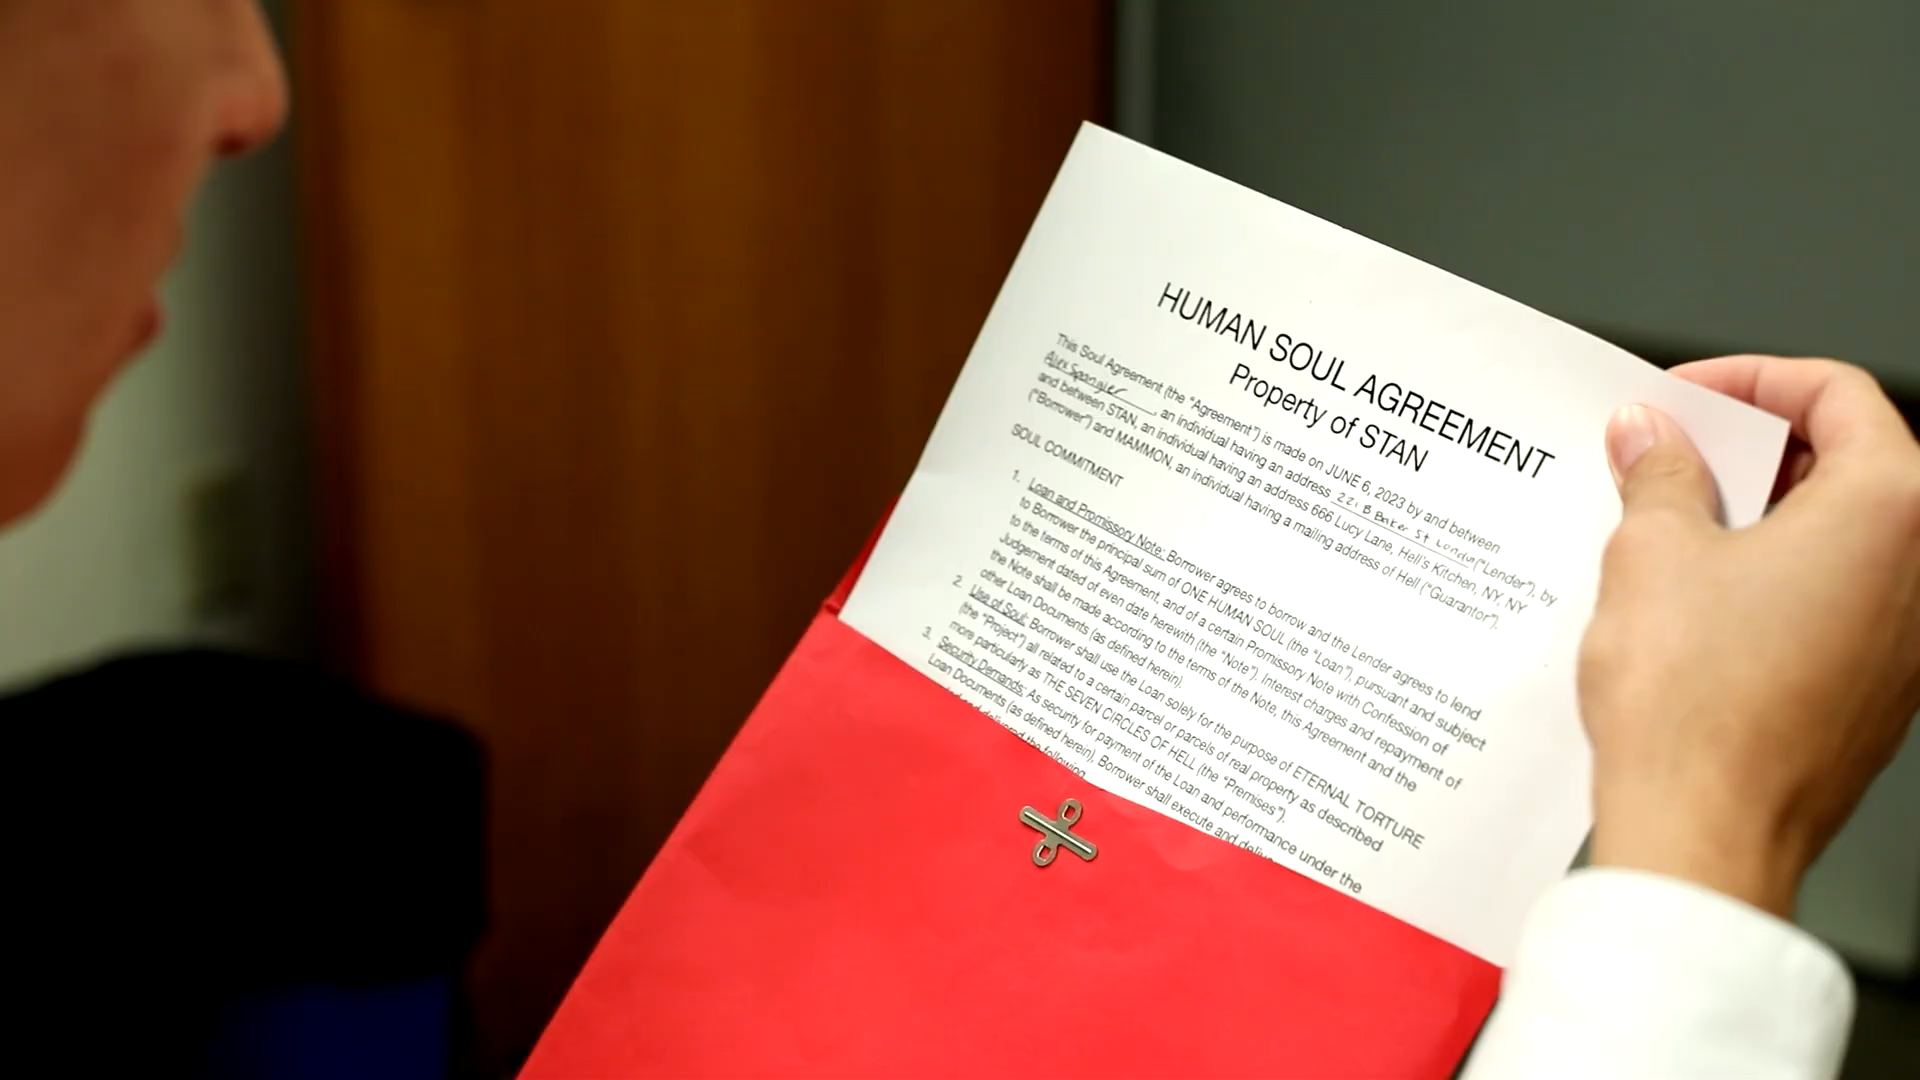 HUMAN SOUL AGREEMENT
Property of STAN
This Soul Agreement (the "Agreement") is made on JUNE 6, 2023 by and between
Alex Spangler, an individual having an address 221 B Baker St London ("Lender"), by
and between STAN, an individual having an address 666 Lucy Lane, Hell's Kitchen, NY, NY
("Borrower") and MAMMON, an individual having a mailing address of Hell ("Guarantor").
SOUL COMMITMENT
1. Loan and Promissory Note: Borrower agrees to borrow and the Lender agrees to lend
to Borrower the principal sum of ONE HUMAN SOUL (the "Loan"), pursuant and subject
to the terms of this Agreement, and of a certain Promissory Note with Confession of
Judgement dated of even date herewith (the "Note"). Interest charges and repayment of
the Note shall be made according to the terms of the Note, this Agreement and the
other Loan Documents (as defined herein).
2. Use of Soul: Borrower shall use the Loan solely for the purpose of ETERNAL TORTURE
(the "Project") all related to a certain parcel or parcels of real property as described
more particularly as THE SEVEN CIRCLES OF HELL (the "Premises").
3. Security Demands: As security for payment of the Loan and performance under the
Loan Documents (as defined herein), Borrower shall execute and deliver
delivered the following